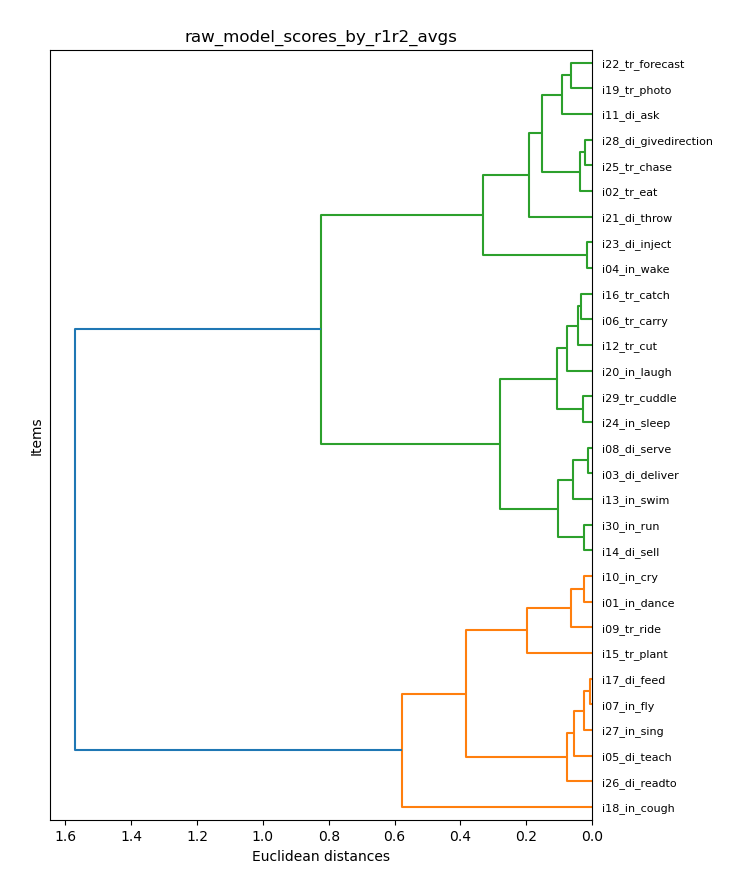 raw_model_scores_by_r1r2_avgs
i22_tr_forecast
i19_tr_photo
i11_di_ask
i28_di_givedirection
i25_tr_chase
i02_tr_eat
i21_di_throw
i23_di_inject
i04_in_wake
i16_tr_catch
i06_tr_carry
i12_tr_cut
i20_in_laugh
i29_tr_cuddle
i24_in_sleep
i08_di_serve
i03_di_deliver
i13_in_swim
i30_in_run
i14_di_sell
i10_in_cry
i01_in_dance
i09_tr_ride
i15_tr_plant
i17_di_feed
i07_in_fly
i27_in_sing
i05_di_teach
i26_di_readto
i18_in_cough
Items
1.6 1.4 1.2 1.0 0.8 0.6 0.4 0.2 0.0
Euclidean distances